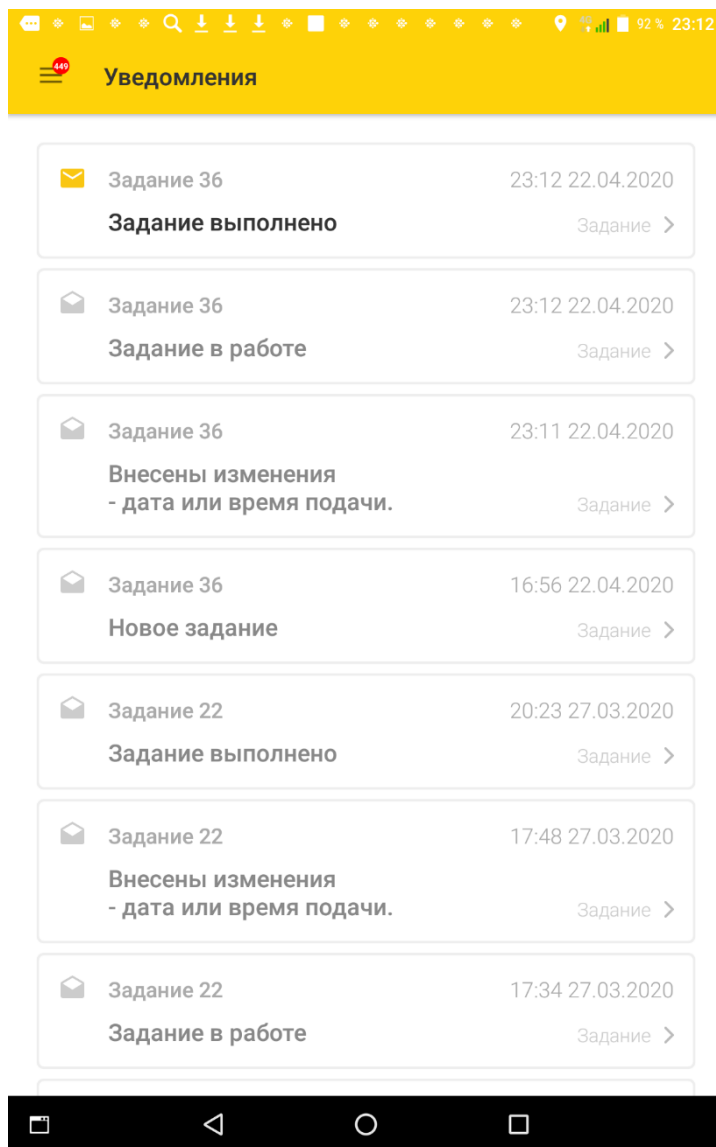 4G 92 % 23:12
449
Уведомления
Задание 36 23:12 22.04.2020
Задание выполнено Задание
Задание 36 23:12 22.04.2020
Задание в работе Задание
Задание 36 23:11 22.04.2020
Внесены изменения
- дата или время подачи. Задание
Задание 36 16:56 22.04.2020
Новое задание Задание
Задание 22 20:23 27.03.2020
Задание выполнено Задание
Задание 22 17:48 27.03.2020
Внесены изменения
- дата или время подачи. Задание
Задание 22 17:34 27.03.2020
Задание в работе Задание